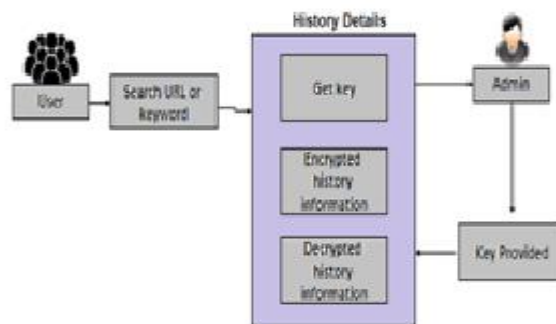 History Details
User
Search URL or
Keyword
Get key
Admin
Encrypted
history
information
Decrypted
history
information
Key Provided